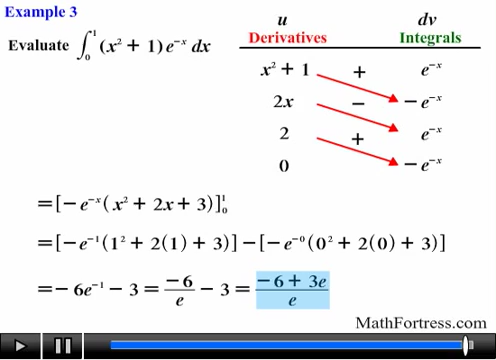 Example 3
u dv
Evaluate ∫₀¹ (x² + 1) e⁻ˣ dx Derivatives Integrals
x² + 1 + e⁻ˣ
2x − − e⁻ˣ
2 + e⁻ˣ
0 − e⁻ˣ
= [− e⁻ˣ (x² + 2x + 3)]₀¹
= [− e⁻¹ (1² + 2(1) + 3)] − [− e⁻⁰ (0² + 2(0) + 3)]
= − 6e⁻¹ − 3 = −6/e − 3 = −6 + 3e/e
MathFortress.com